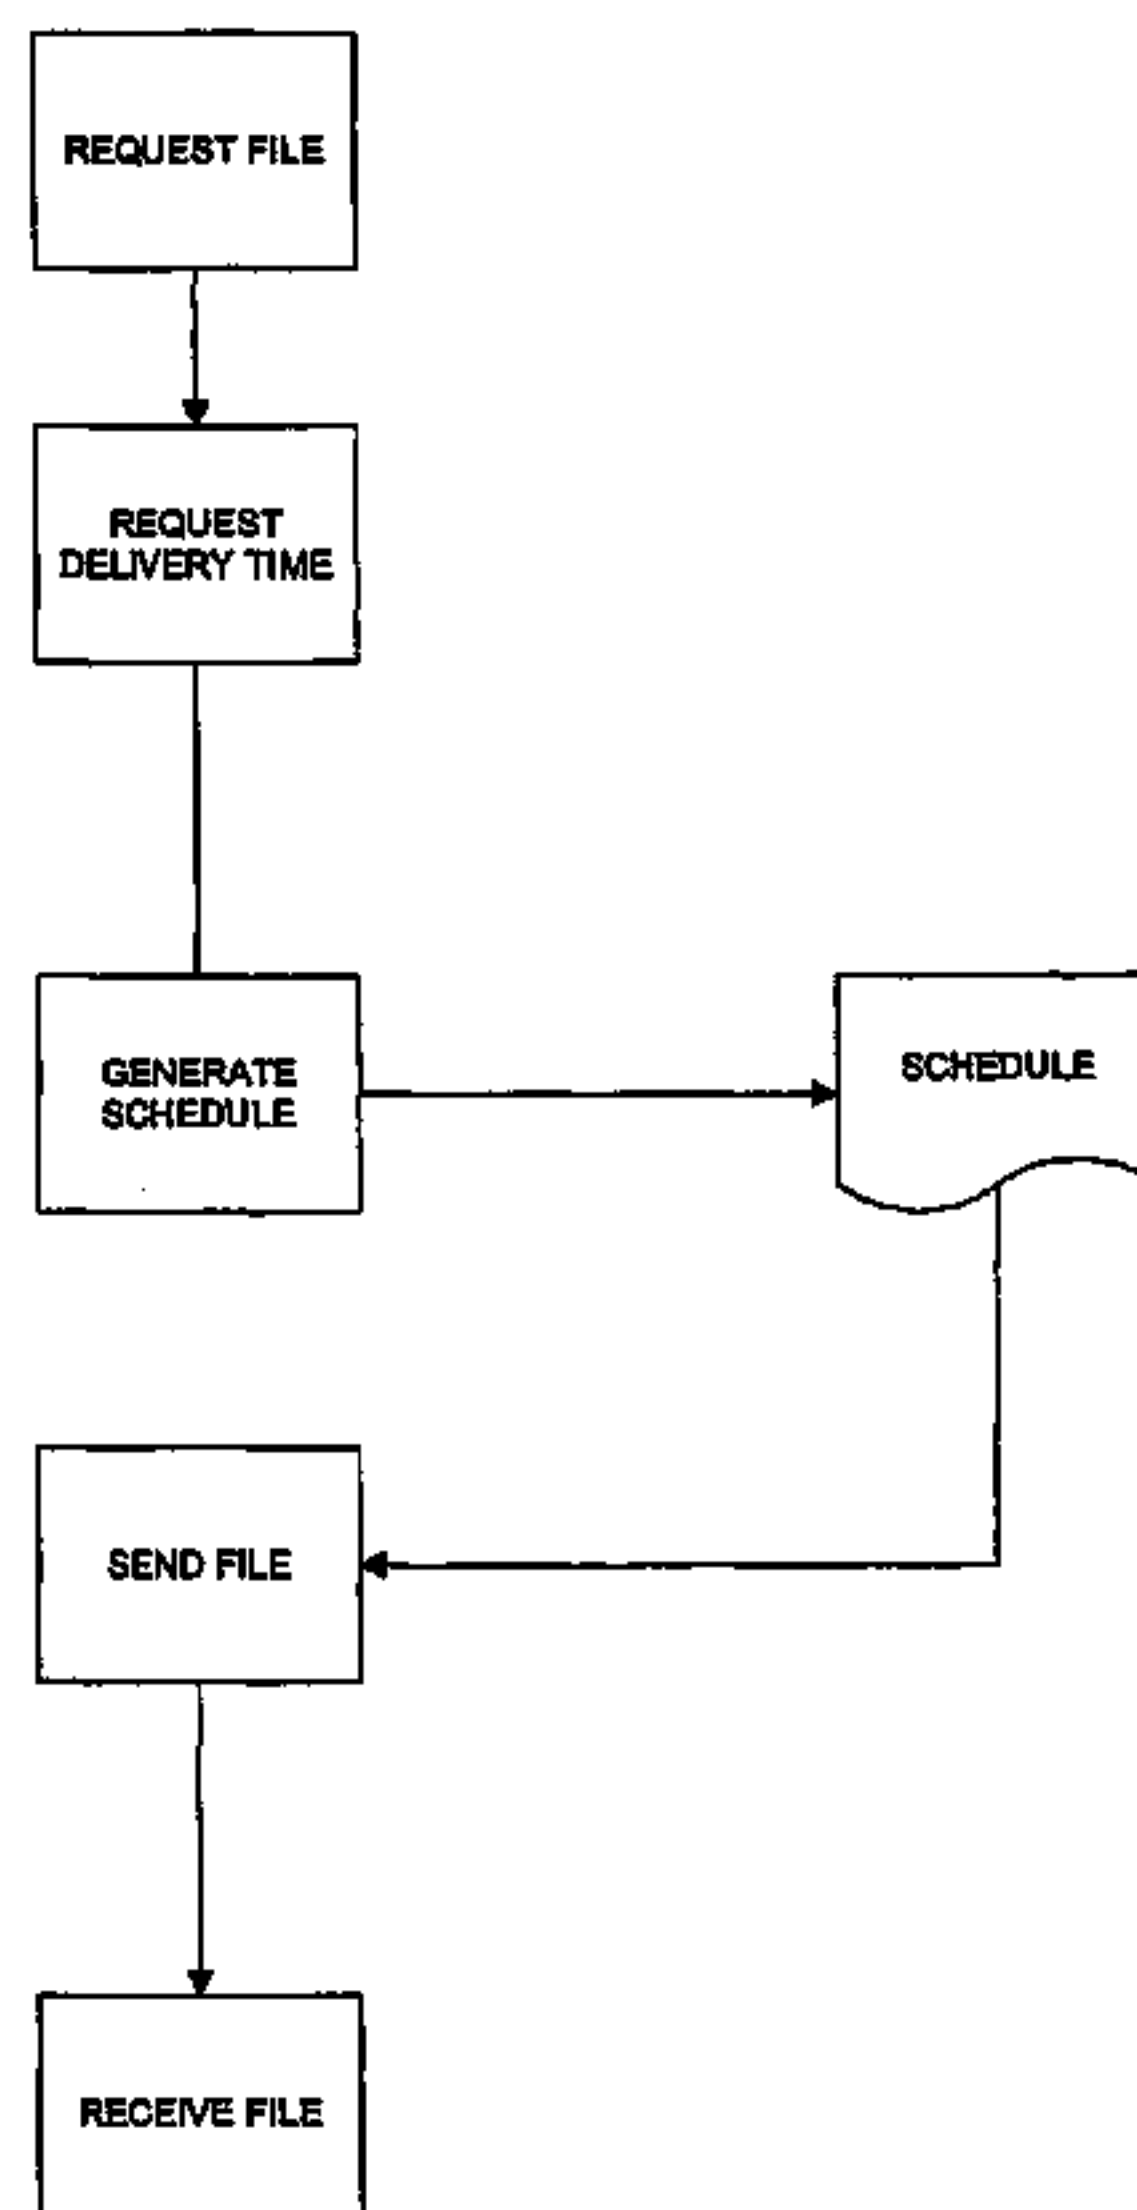 REQUEST FILE
REQUEST
DELIVERY TIME
GENERATE
SCHEDULE
SCHEDULE
SEND FILE
RECEIVE FILE